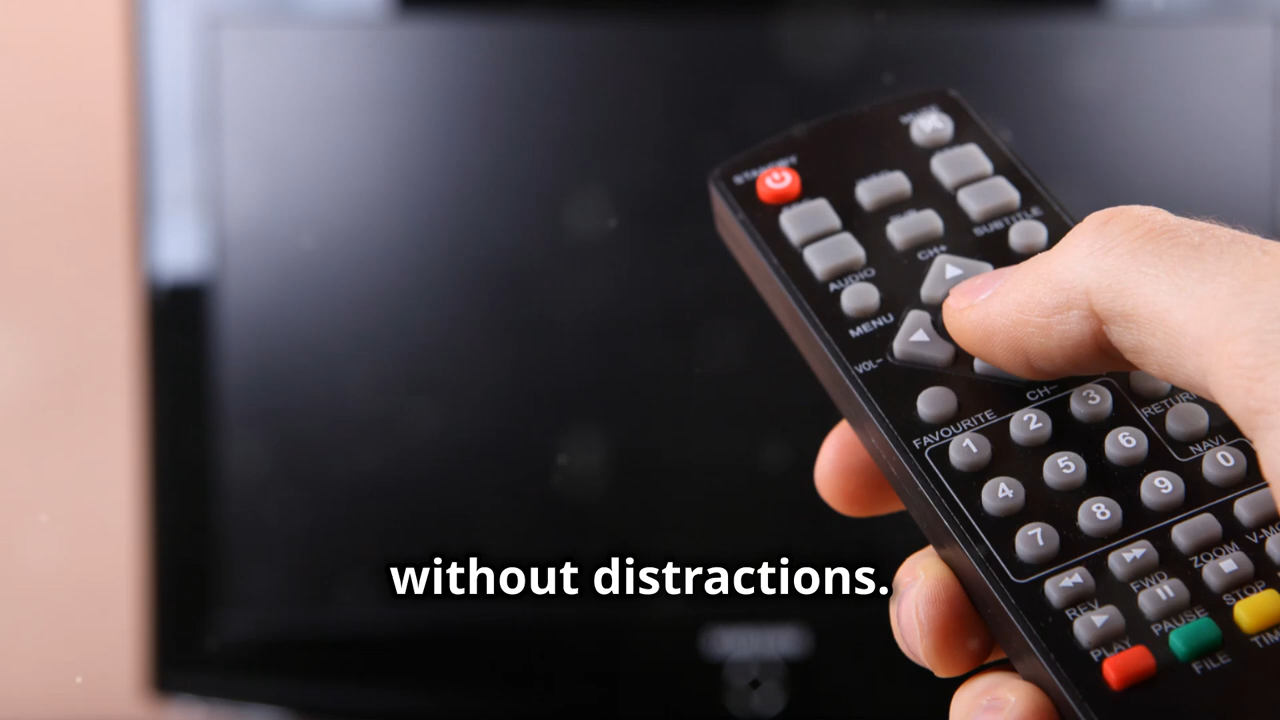 STANDBY
SUBTITLE
CH+
AUDIO
MENU
VOL-
CH-
FAVOURITE
RETURN
NAVI
1 2 3
4 5 6
7 8 9 0
ZOOM
REV FWD
PLAY PAUSE STOP
FILE
without distractions.